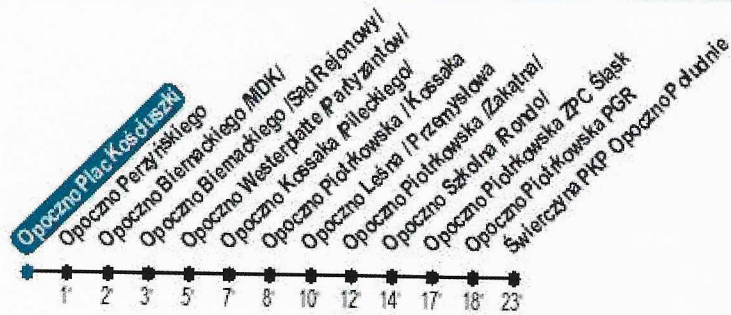 Opoczno Plac Kościuszki
Opoczno Perzyńskiego
Opoczno Biernackiego /MDK/
Opoczno Biernackiego /Sąd Rejonowy/
Opoczno Westerplatte /Partyzantów/
Opoczno Kossaka /Pileckiego/
Opoczno Piotrkowska / Kossaka
Opoczno Leśna / Przemysłowa
Opoczno Piotrkowska /Zakątna/
Opoczno Szkolna Rondo/
Opoczno Piotrkowska ZPC Śląsk
Opoczno Piotrkowska PGR
Świerczyna PKP Opoczno Południe
1' 2' 3' 5' 7' 8' 10' 12' 14' 17' 18' 23'